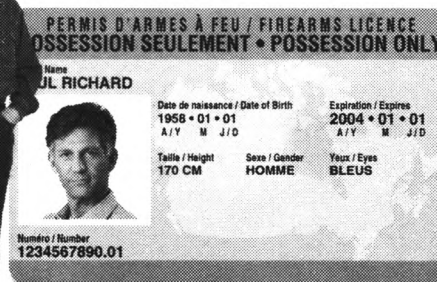 PERMIS D'ARMES À FEU / FIREARMS LICENCE
OSSESSION SEULEMENT • POSSESSION ONLY
Name
UL RICHARD
Date de naissance / Date of Birth
1958 • 01 • 01
A/Y M J/D
Expiration / Expires
2004 • 01 • 01
A/Y M J/D
Taille / Height
170 CM
Sexe / Gender
HOMME
Yeux / Eyes
BLEUS
Numéro / Number
1234567890.01